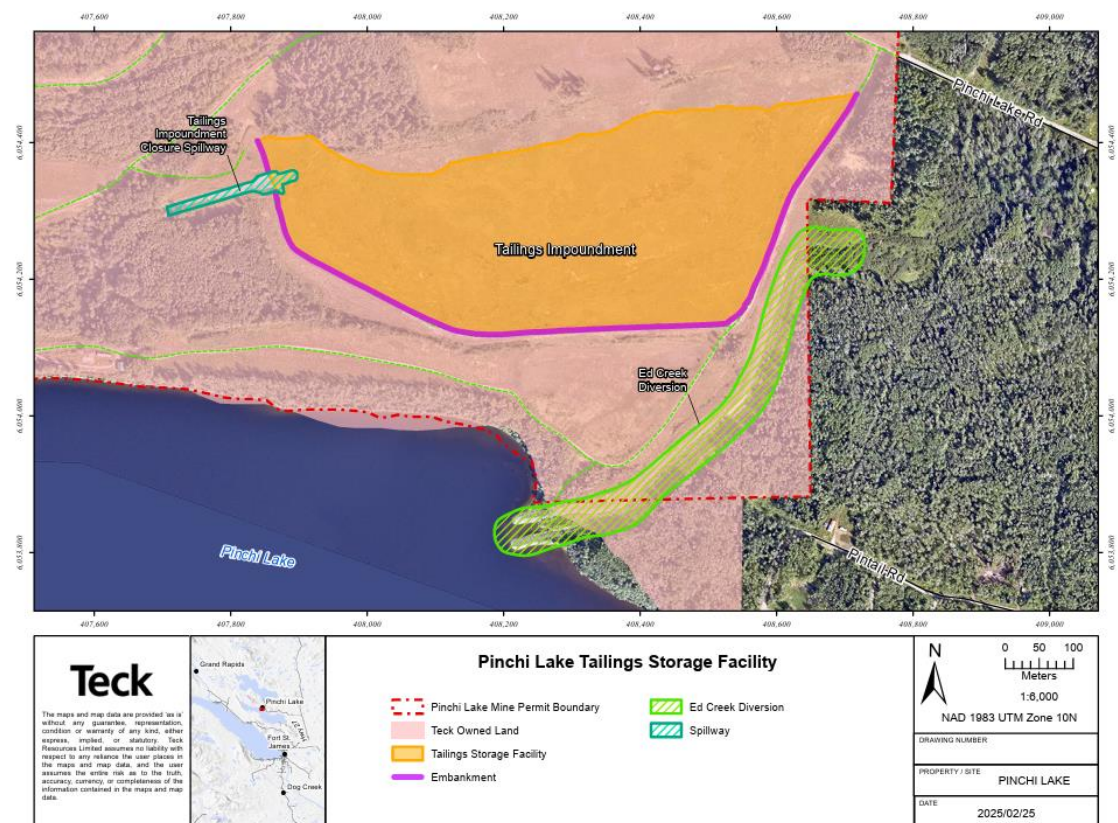 407,600 407,800 408,000 408,200 408,400 408,600 408,800 409,000
6,054,400
6,054,200
6,054,000
6,053,800
6,054,400
6,054,200
6,054,000
6,053,800
Pinchi Lake Rd
Tailings
Impoundment
Closure Spillway
Tailings Impoundment
Ed Creek
Diversion
Pinchi Lake
Pintail Rd
407,600 407,800 408,000 408,200 408,400 408,600 408,800 409,000
Teck
The maps and map data are provided 'as is'
without any guarantee, representation,
condition or warranty of any kind, either
express, implied, or statutory. Teck
Resources Limited assumes no liability with
respect to any reliance the user places in
the maps and map data, and the user
assumes the entire risk as to the truth,
accuracy, currency, or completeness of the
information contained in the maps and map
data.
Grand Rapids
Pinchi Lake
Fort St.
James
Dog Creek
Pinchi Lake Tailings Storage Facility
Pinchi Lake Mine Permit Boundary
Teck Owned Land
Tailings Storage Facility
Embankment
Ed Creek Diversion
Spillway
N
0 50 100
Meters
1:6,000
NAD 1983 UTM Zone 10N
DRAWING NUMBER
PROPERTY / SITE
PINCHI LAKE
DATE
2025/02/25